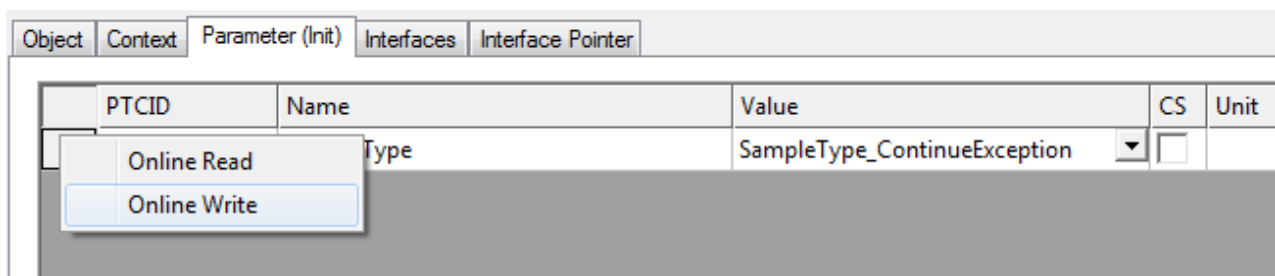 Object Context Parameter (Init) Interfaces Interface Pointer
PTCID Name Value CS Unit
Type SampleType_ContinueException
Online Read
Online Write